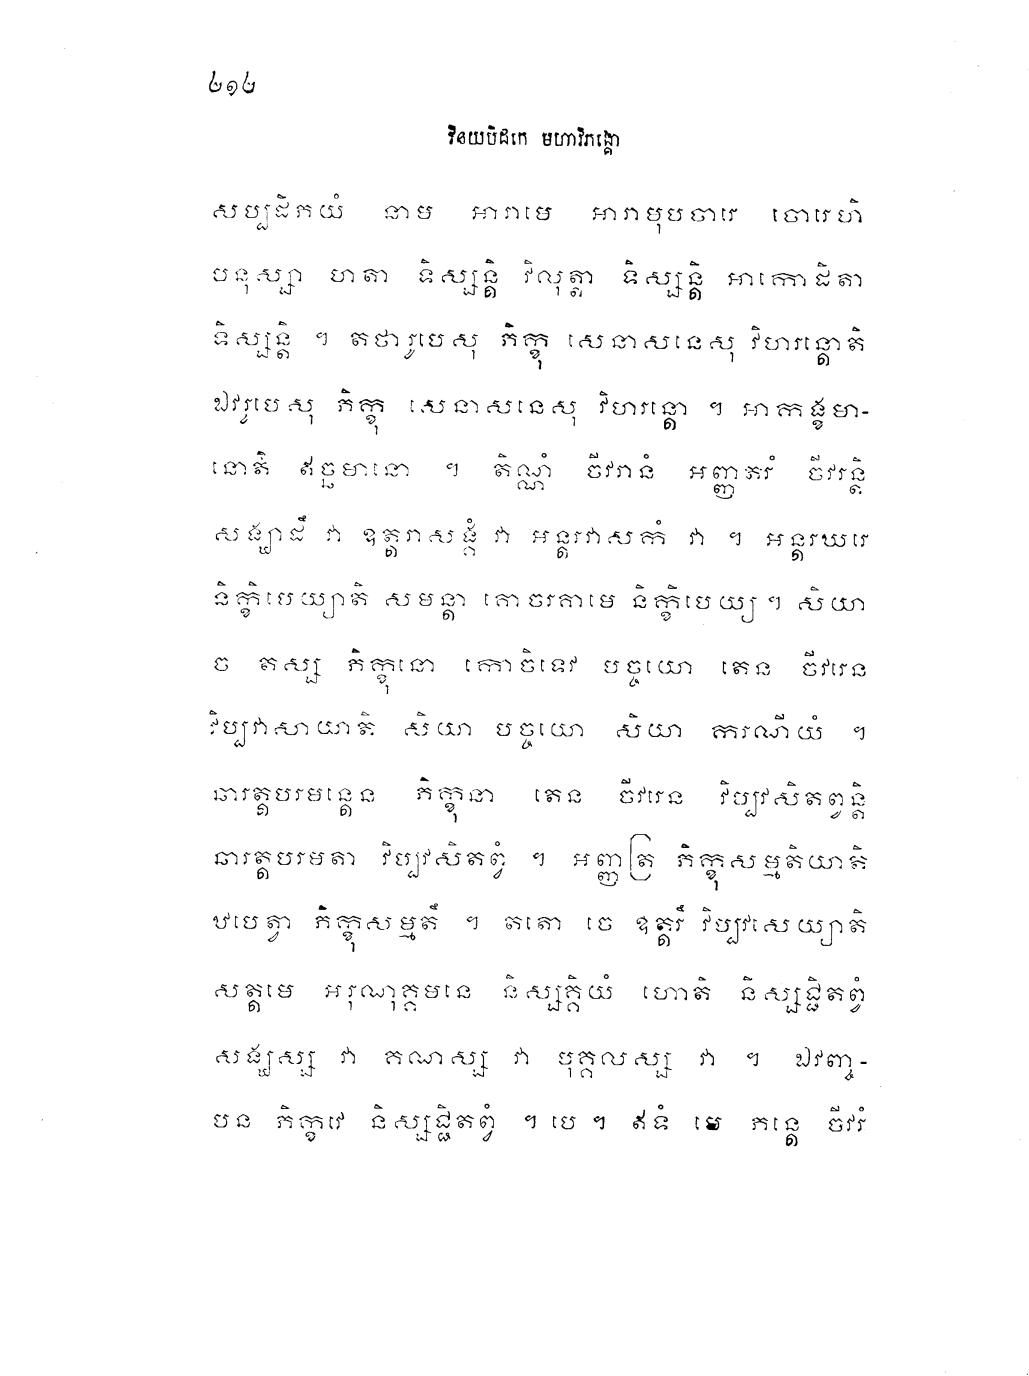 ២១២
វិនយបិដកេ មហាវិភង្គោ
សប្បដិភយំ នាម អារាមេ អារាមុបចារេ ចោរេហិ
មនុស្សា ហតា ទិស្សន្តិ វិលុត្តា ទិស្សន្តិ អាកោដិតា
ទិស្សន្តិ ។ តថារូបេសុ ភិក្ខុ សេនាសនេសុ វិហរន្តោតិ
ឯវរូបេសុ ភិក្ខុ សេនាសនេសុ វិហរន្តោ ។ អាកង្ខមា-
នោតិ ឥច្ឆមានោ ។ តិណ្ណំ ចីវរានំ អញ្ញតរំ ចីវរន្តិ
សង្ឃាដឹ វា ឧត្តរាសង្គំ វា អន្តរវាសកំ វា ។ អន្តរឃរេ
និក្ខិបេយ្យាតិ សមន្តា គោចរគាមេ និក្ខិបេយ្យ ។ សិយា
ច តស្ស ភិក្ខុនោ កោចិទេវ បច្ចយោ តេន ចីវរេន
វិប្បវាសាយាតិ សិយា បច្ចយោ សិយា ករណីយំ ។
ឆារត្តបរមន្តេន ភិក្ខុនា តេន ចីវរេន វិប្បវសិតព្វន្តិ
ឆារត្តបរមតា វិប្បវសិតព្វំ ។ អញ្ញត្រ ភិក្ខុសម្មតិយាតិ
ឋបេត្វា ភិក្ខុសម្មតឹ ។ តតោ ចេ ឧត្តរឹ វិប្បវសេយ្យាតិ
សត្តមេ អរុណុគ្គមនេ និស្សគ្គិយំ ហោតិ និស្សជ្ជិតព្វំ
សង្ឃស្ស វា គណស្ស វា បុគ្គលស្ស វា ។ ឯវញ្ច-
បន ភិក្ខវេ និស្សជ្ជិតព្វំ ។ បេ ។ ឥទំ មេ ភន្តេ ចីវរំ